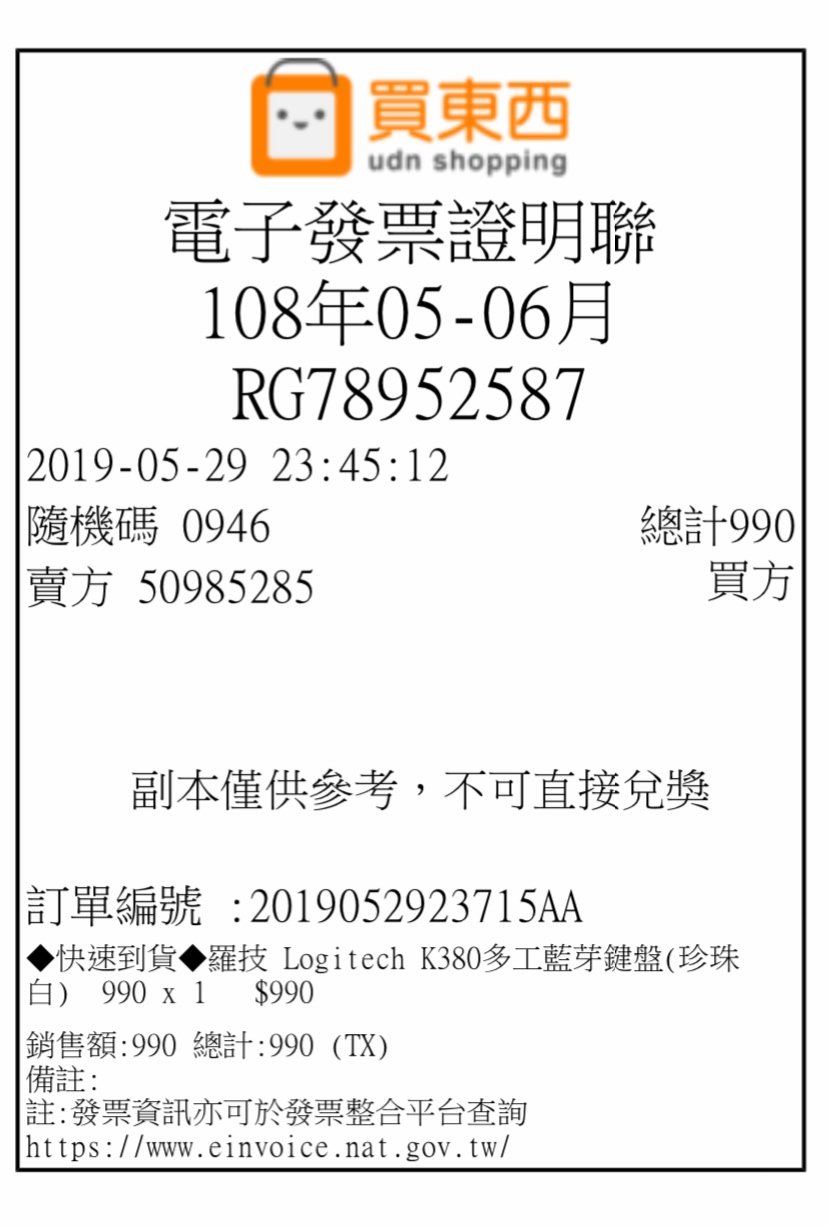 買東西
udn shopping
電子發票證明聯
108年05-06月
RG78952587
2019-05-29 23:45:12
隨機碼 0946 總計990
賣方 50985285 買方
副本僅供參考，不可直接兌獎
訂單編號 :2019052923715AA
◆快速到貨◆羅技 Logitech K380多工藍芽鍵盤(珍珠
白) 990 x 1 $990
銷售額:990 總計:990 (TX)
備註:
註:發票資訊亦可於發票整合平台查詢
https://www.einvoice.nat.gov.tw/